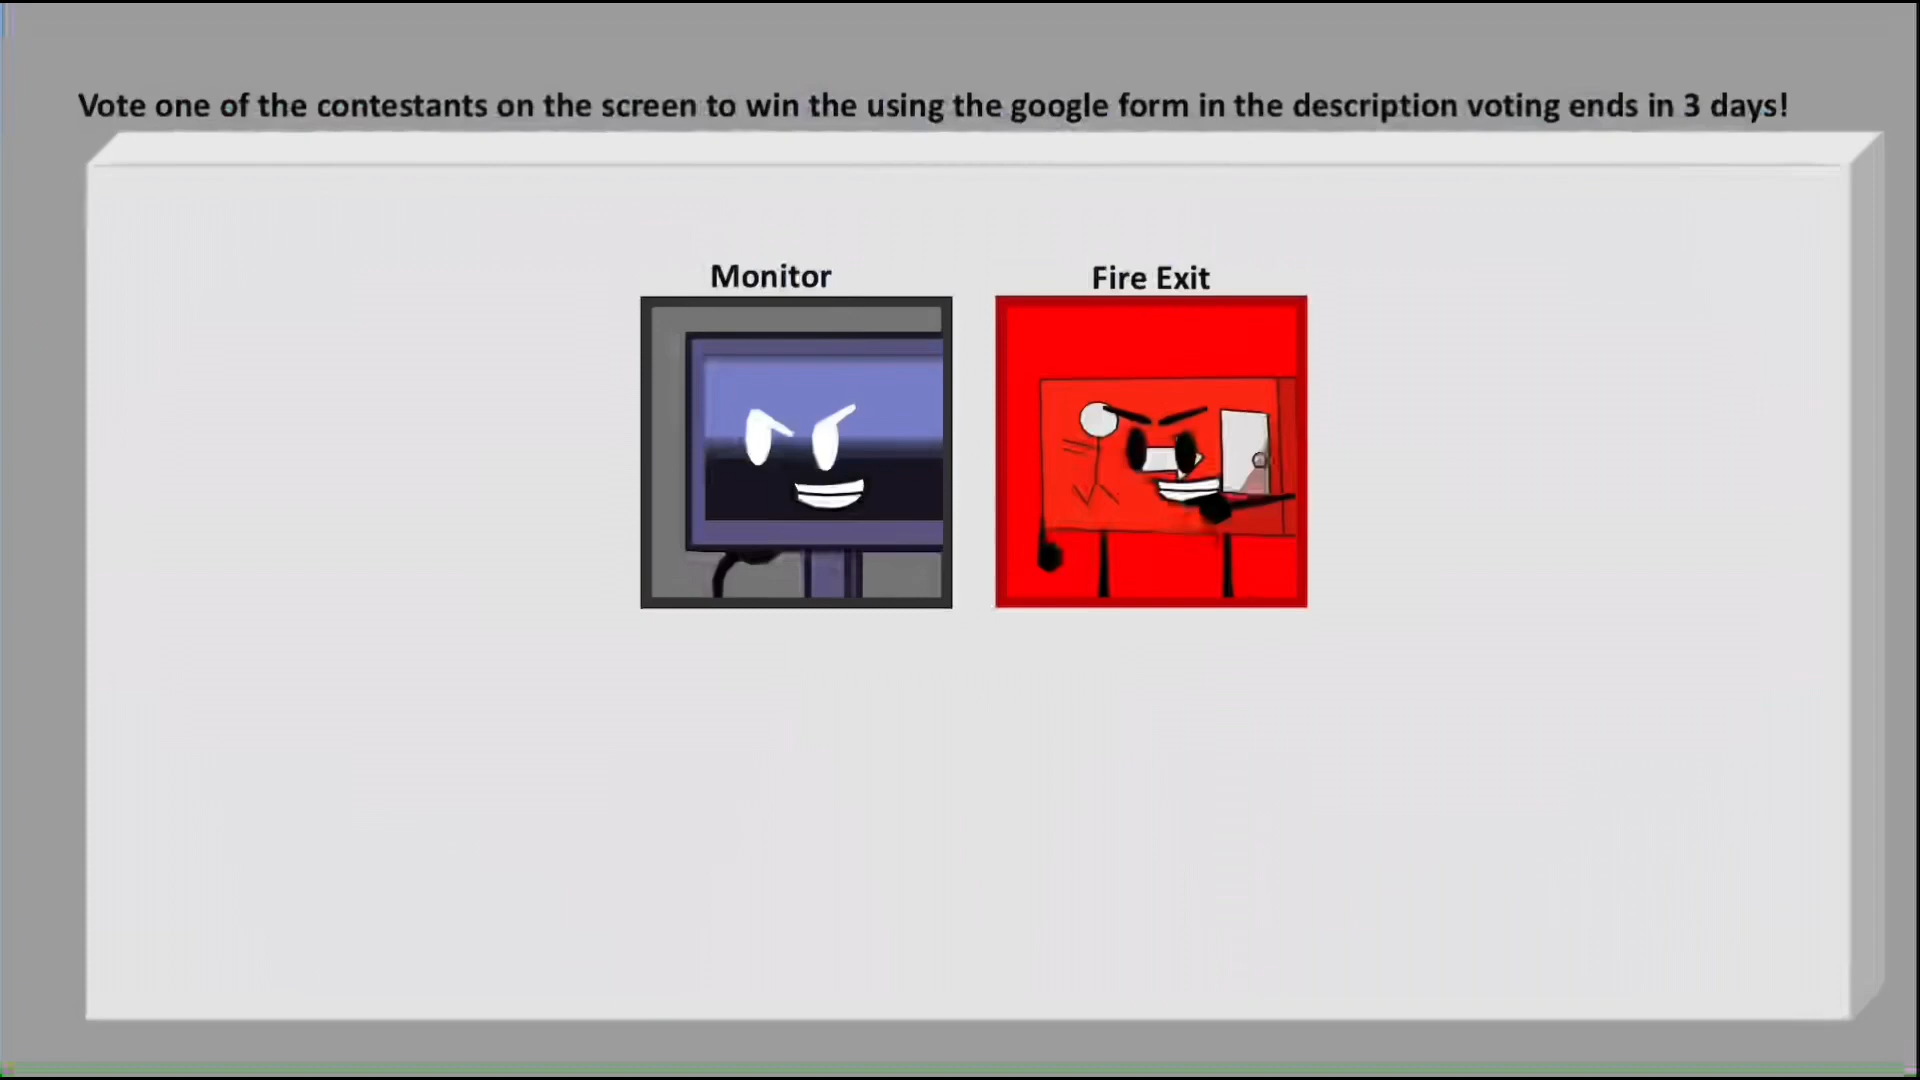 Vote one of the contestants on the screen to win the using the google form in the description voting ends in 3 days!
Monitor
Fire Exit